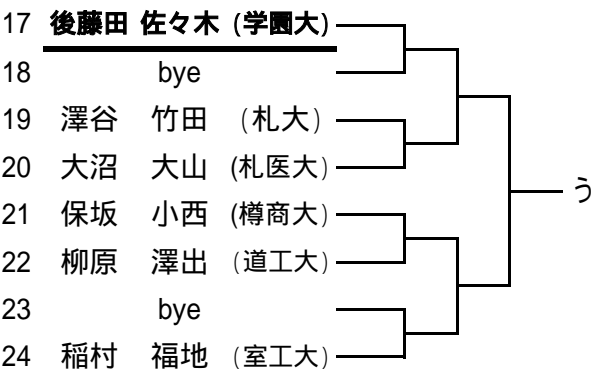 17 後藤田 佐々木 (学園大)
18 bye
19 澤谷 竹田 (札大)
20 大沼 大山 (札医大)
21 保坂 小西 (樽商大)
22 柳原 澤出 (道工大)
23 bye
24 稲村 福地 (室工大)
う